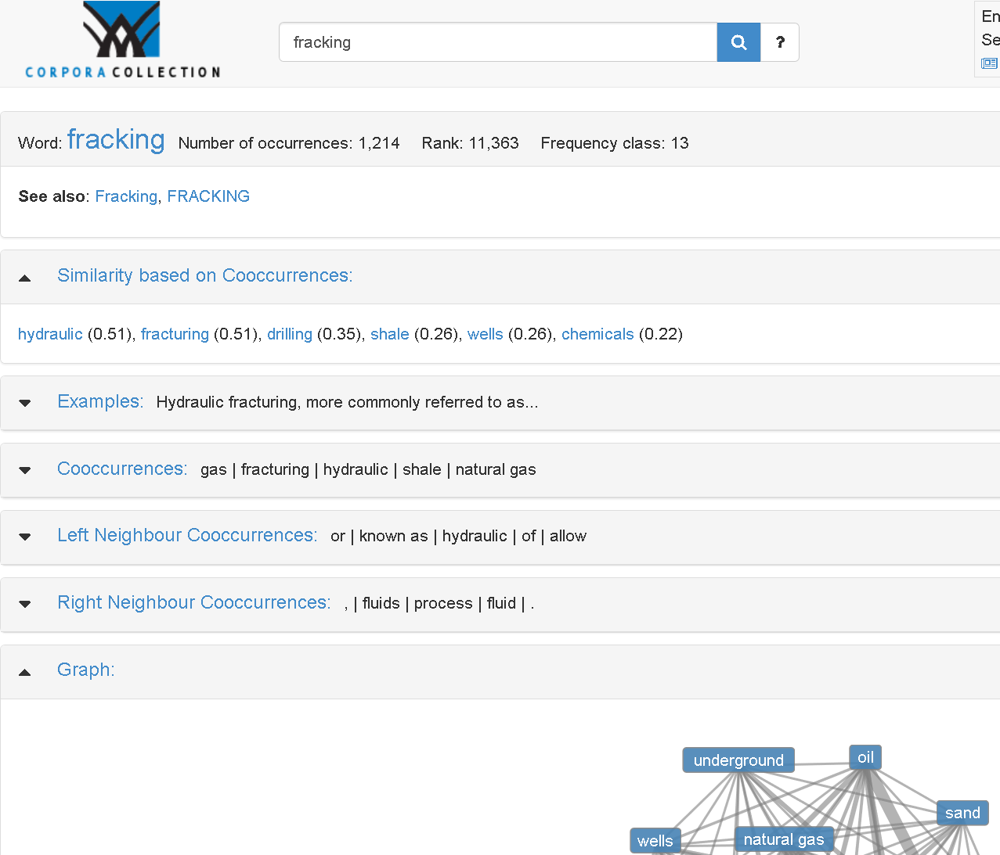 CORPORA COLLECTION
fracking
?
En
Se
Word: fracking Number of occurrences: 1,214 Rank: 11,363 Frequency class: 13
See also: Fracking, FRACKING
Similarity based on Cooccurrences:
hydraulic (0.51), fracturing (0.51), drilling (0.35), shale (0.26), wells (0.26), chemicals (0.22)
Examples: Hydraulic fracturing, more commonly referred to as...
Cooccurrences: gas | fracturing | hydraulic | shale | natural gas
Left Neighbour Cooccurrences: or | known as | hydraulic | of | allow
Right Neighbour Cooccurrences: , | fluids | process | fluid | .
Graph:
underground
oil
sand
wells
natural gas